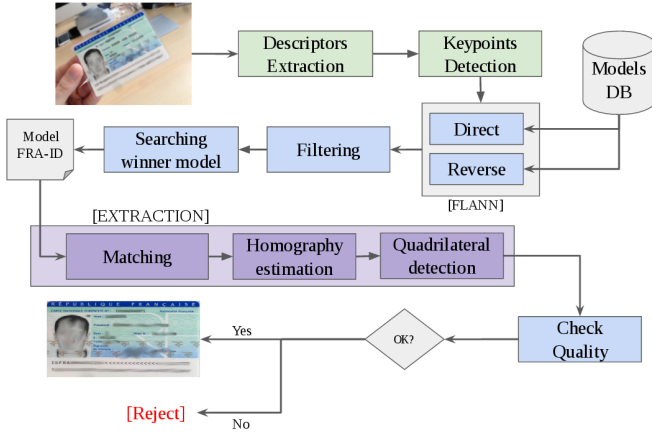 Descriptors
Extraction
Keypoints
Detection
Models
DB
Model
FRA-ID
Searching
winner model
Filtering
Direct
Reverse
[FLANN]
[EXTRACTION]
Matching
Homography
estimation
Quadrilateral
detection
RÉPUBLIQUE FRANÇAISE
Yes
OK?
Check
Quality
[Reject]
No